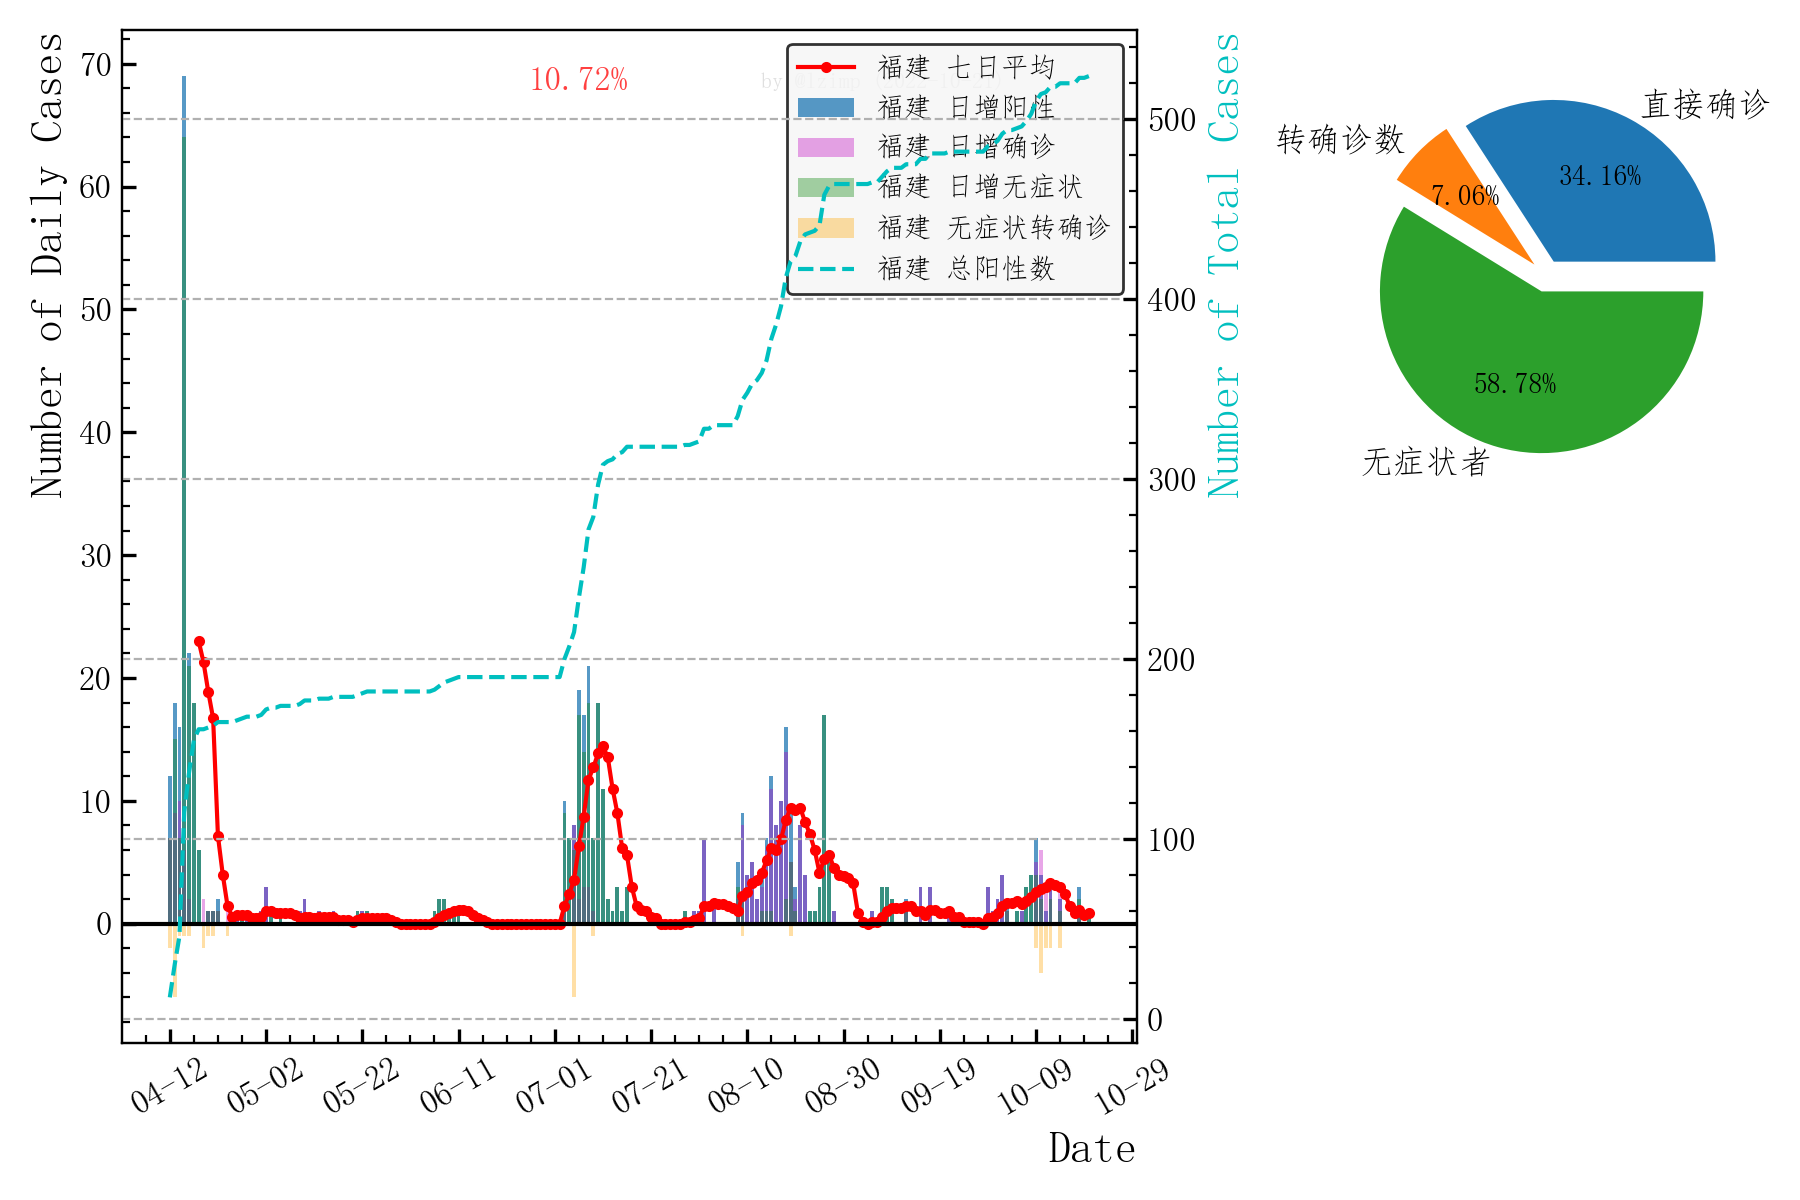 Number of Daily Cases
70
60
50
40
30
20
10
0
10.72%
福建 七日平均
福建 日增阳性
福建 日增确诊
福建 日增无症状
福建 无症状转确诊
福建 总阳性数
500
400
300
200
100
0
Number of Total Cases
04-12
05-02
05-22
06-11
07-01
07-21
08-10
08-30
09-19
10-09
10-29
Date
直接确诊
34.16%
转确诊数
7.06%
58.78%
无症状者